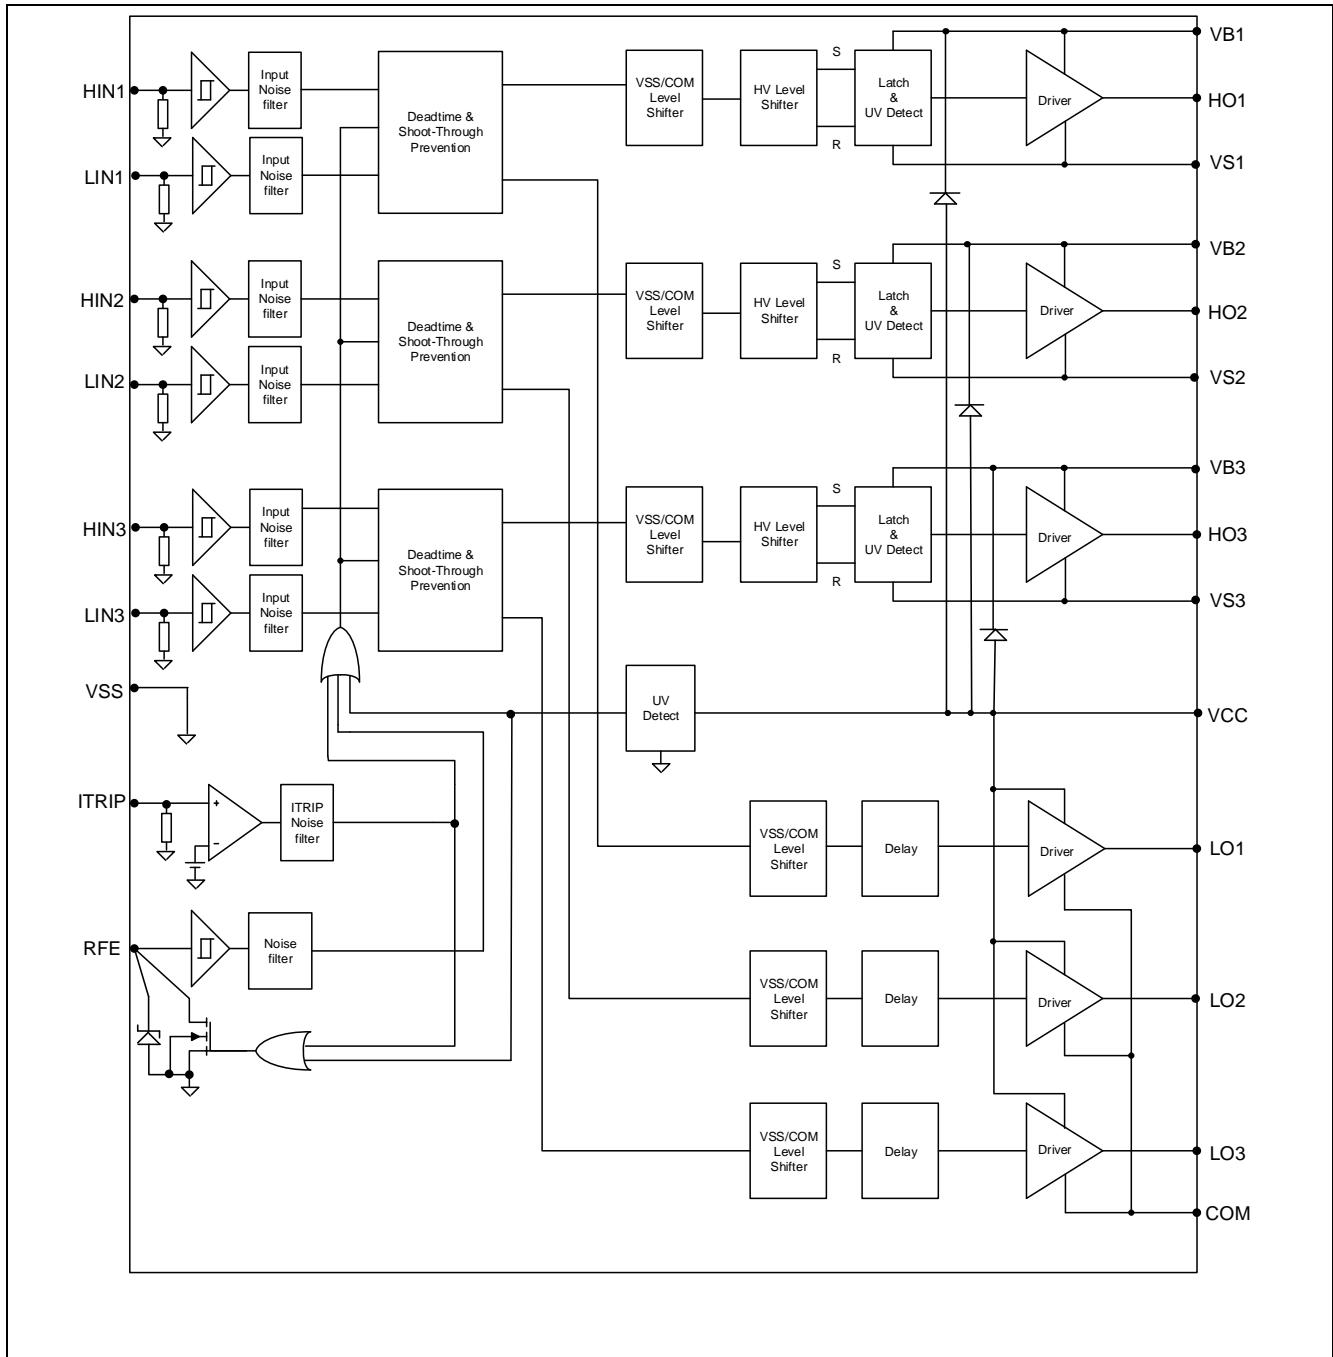 VB1
S
HIN1
Input
Noise
filter
Deadtime &
Shoot-Through
Prevention
VSS/COM
Level
Shifter
HV Level
Shifter
Latch
&
UV Detect
Driver
HO1
R
LIN1
Input
Noise
filter
VS1
VB2
S
HIN2
Input
Noise
filter
Deadtime &
Shoot-Through
Prevention
VSS/COM
Level
Shifter
HV Level
Shifter
Latch
&
UV Detect
Driver
HO2
R
LIN2
Input
Noise
filter
VS2
VB3
S
HIN3
Input
Noise
filter
Deadtime &
Shoot-Through
Prevention
VSS/COM
Level
Shifter
HV Level
Shifter
Latch
&
UV Detect
Driver
HO3
R
LIN3
Input
Noise
filter
VS3
VSS
UV
Detect
VCC
ITRIP
+
−
ITRIP
Noise
filter
VSS/COM
Level
Shifter
Delay
Driver
LO1
RFE
Noise
filter
VSS/COM
Level
Shifter
Delay
Driver
LO2
VSS/COM
Level
Shifter
Delay
Driver
LO3
COM